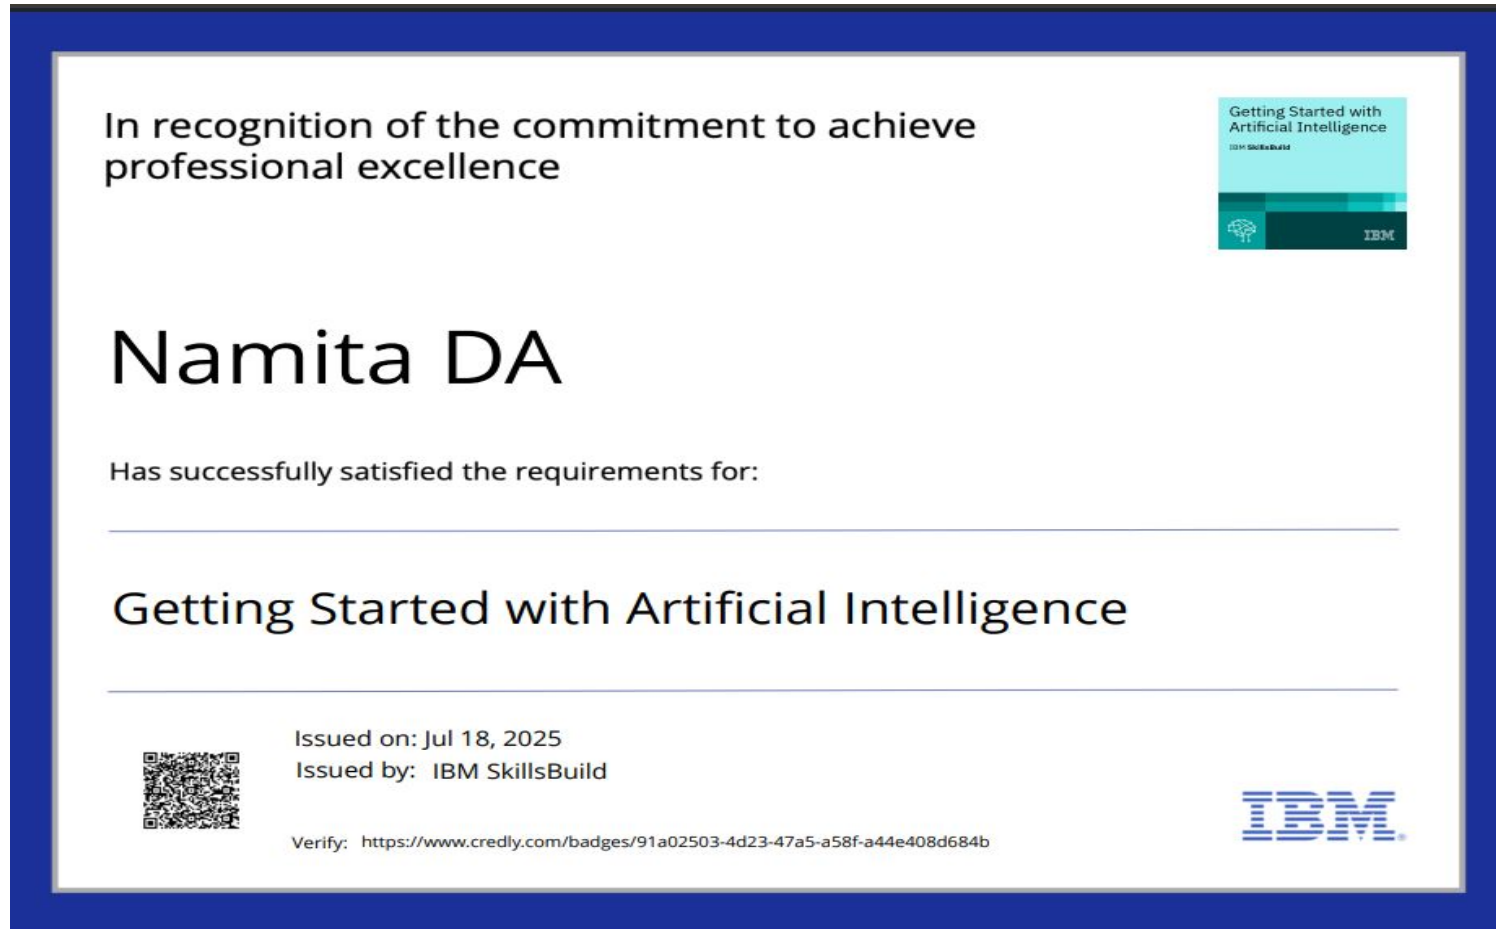 In recognition of the commitment to achieve
professional excellence
Getting Started with
Artificial Intelligence
IBM SkillsBuild
IBM
Namita DA
Has successfully satisfied the requirements for:
Getting Started with Artificial Intelligence
Issued on: Jul 18, 2025
Issued by: IBM SkillsBuild
Verify: https://www.credly.com/badges/91a02503-4d23-47a5-a58f-a44e408d684b
IBM®